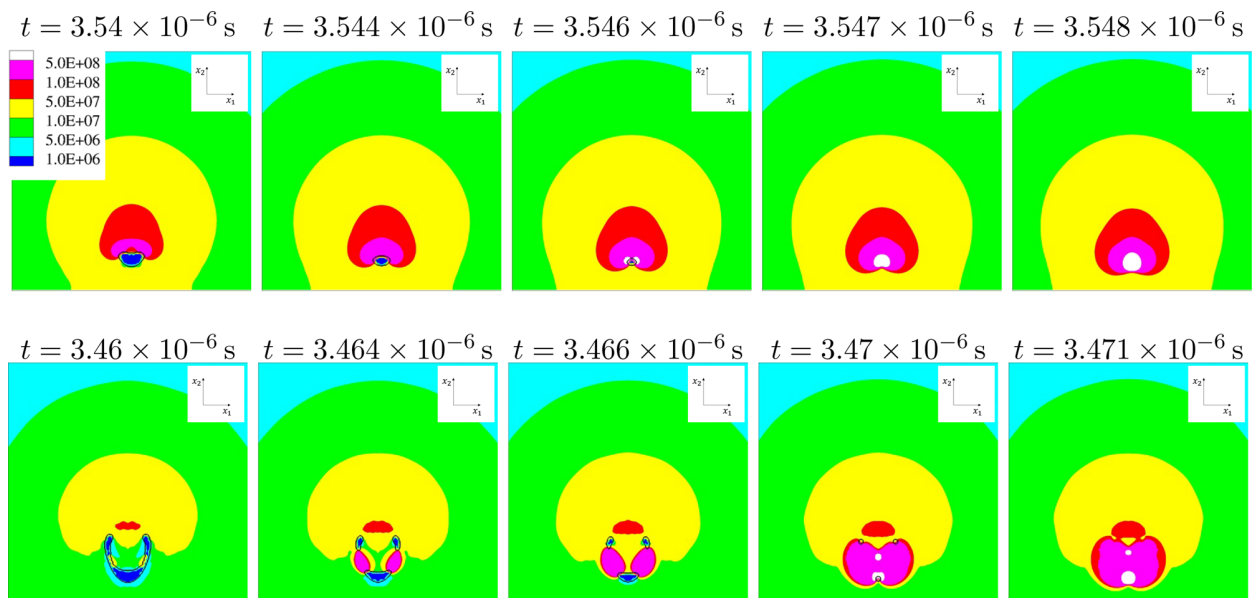 t = 3.54 × 10⁻⁶ s t = 3.544 × 10⁻⁶ s t = 3.546 × 10⁻⁶ s t = 3.547 × 10⁻⁶ s t = 3.548 × 10⁻⁶ s
5.0E+08
1.0E+08
5.0E+07
1.0E+07
5.0E+06
1.0E+06
x₂ x₂ x₂ x₂ x₂
x₁ x₁ x₁ x₁ x₁
t = 3.46 × 10⁻⁶ s t = 3.464 × 10⁻⁶ s t = 3.466 × 10⁻⁶ s t = 3.47 × 10⁻⁶ s t = 3.471 × 10⁻⁶ s
x₂ x₂ x₂ x₂ x₂
x₁ x₁ x₁ x₁ x₁